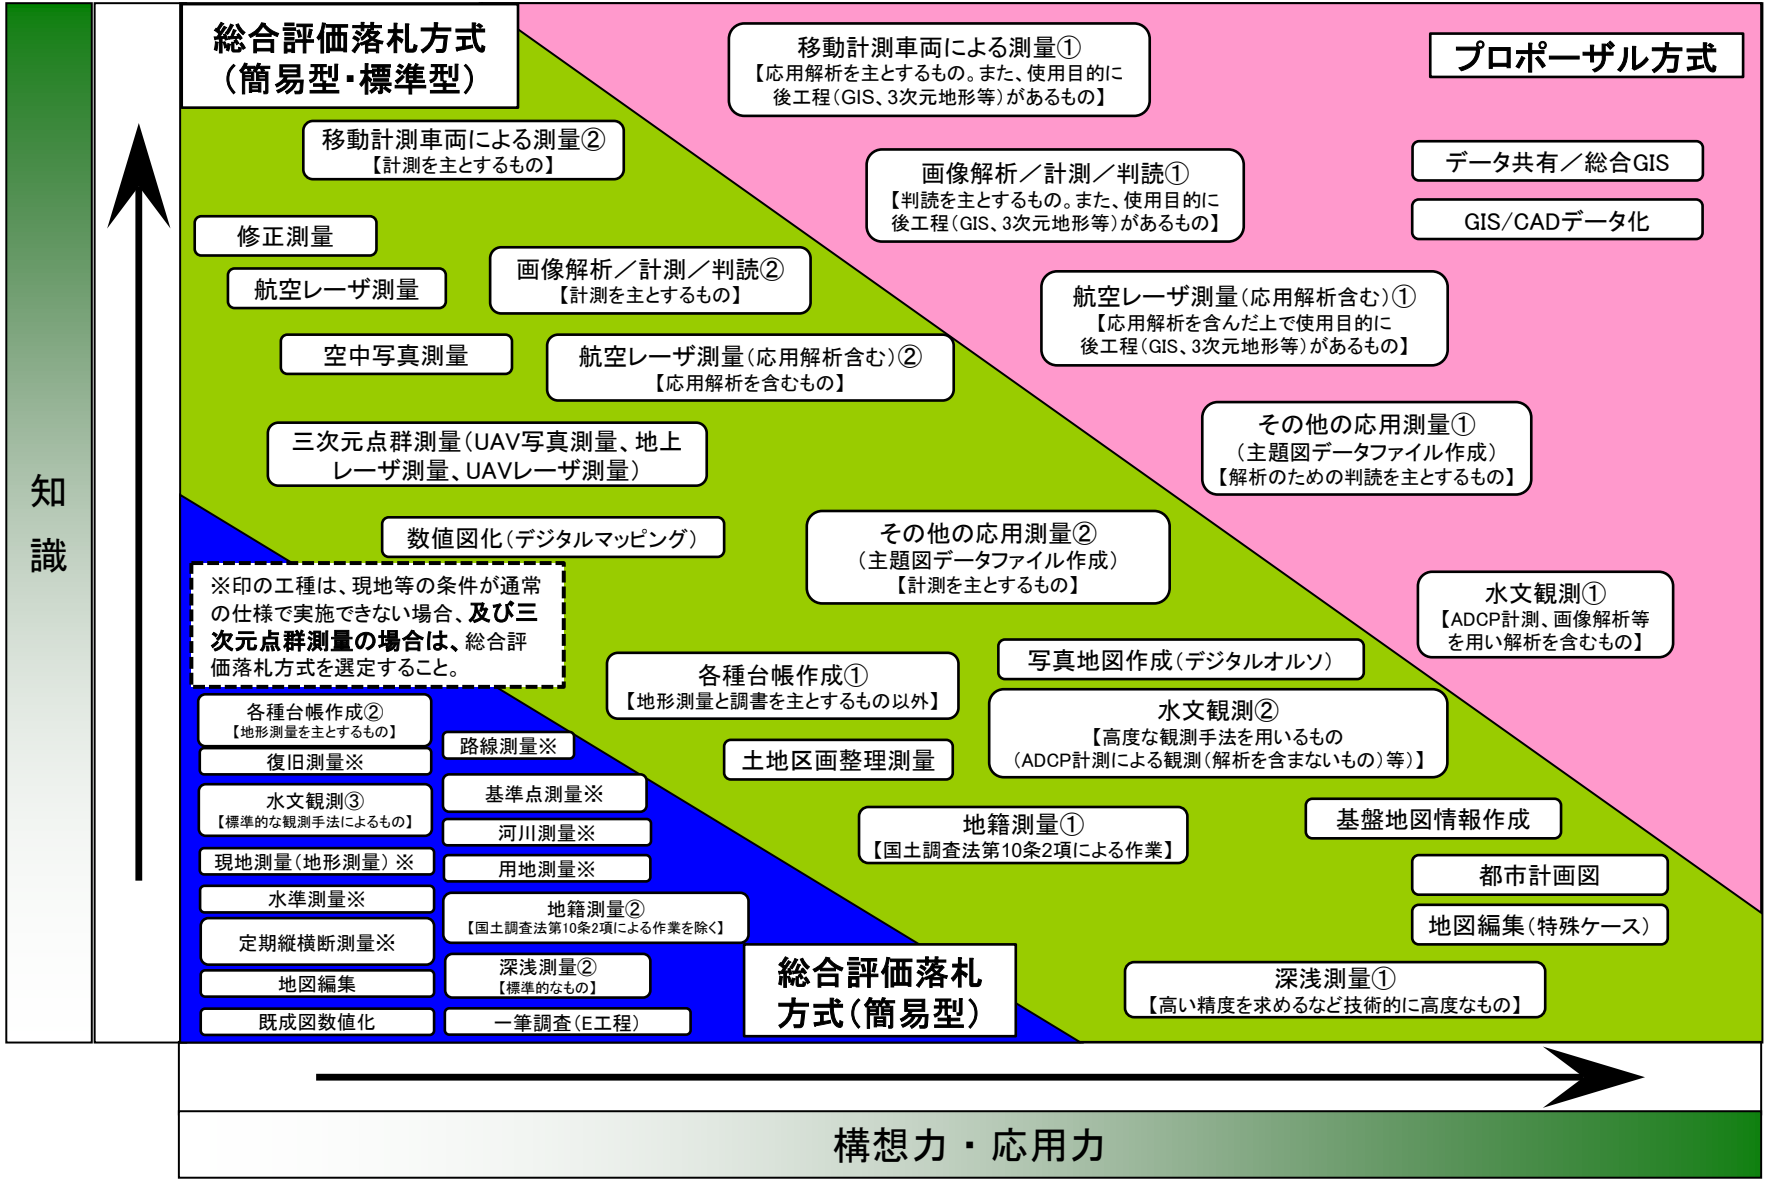 総合評価落札方式
（簡易型・標準型）
プロポーザル方式
移動計測車両による測量①
【応用解析を主とするもの。また、使用目的に
後工程（GIS、3次元地形等）があるもの】
移動計測車両による測量②
【計測を主とするもの】
画像解析／計測／判読①
【判読を主とするもの。また、使用目的に
後工程（GIS、3次元地形等）があるもの】
データ共有／総合GIS
GIS/CADデータ化
修正測量
航空レーザ測量
画像解析／計測／判読②
【計測を主とするもの】
航空レーザ測量（応用解析含む）①
【応用解析を含んだ上で使用目的に
後工程（GIS、3次元地形等）があるもの】
空中写真測量
航空レーザ測量（応用解析含む）②
【応用解析を含むもの】
三次元点群測量（UAV写真測量、地上
レーザ測量、UAVレーザ測量）
その他の応用測量①
（主題図データファイル作成）
【解析のための判読を主とするもの】
知
識
数値図化（デジタルマッピング）
その他の応用測量②
（主題図データファイル作成）
【計測を主とするもの】
※印の工種は、現地等の条件が通常
の仕様で実施できない場合、及び三
次元点群測量の場合は、総合評
価落札方式を選定すること。
水文観測①
【ADCP計測、画像解析等
を用い解析を含むもの】
写真地図作成（デジタルオルソ）
各種台帳作成①
【地形測量と調書を主とするもの以外】
水文観測②
【高度な観測手法を用いるもの
（ADCP計測による観測（解析を含まないもの）等）】
土地区画整理測量
各種台帳作成②
【地形測量を主とするもの】
路線測量※
復旧測量※
基準点測量※
水文観測③
【標準的な観測手法によるもの】
河川測量※
現地測量（地形測量）※
用地測量※
水準測量※
地籍測量②
【国土調査法第10条2項による作業を除く】
定期縦横断測量※
深浅測量②
【標準的なもの】
地図編集
既成図数値化
一筆調査（E工程）
地籍測量①
【国土調査法第10条2項による作業】
基盤地図情報作成
都市計画図
地図編集（特殊ケース）
総合評価落札
方式（簡易型）
深浅測量①
【高い精度を求めるなど技術的に高度なもの】
構想力・応用力